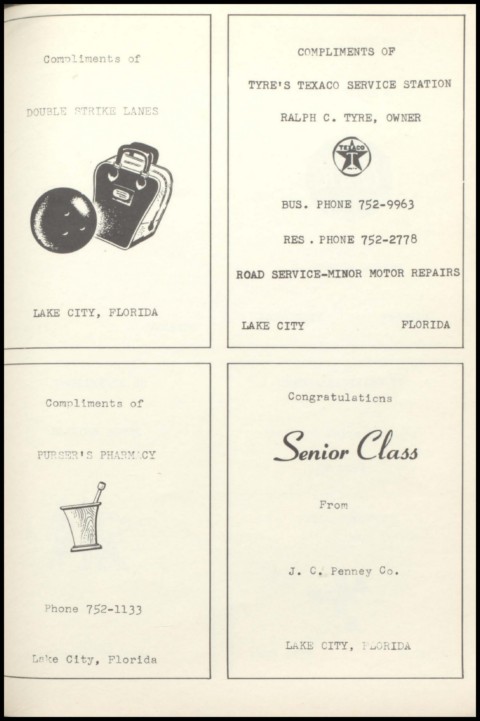 Compliments of
DOUBLE STRIKE LANES
LAKE CITY, FLORIDA
COMPLIMENTS OF
TYRE'S TEXACO SERVICE STATION
RALPH C. TYRE, OWNER
TEXACO
T
BUS. PHONE 752-9963
RES. PHONE 752-2778
ROAD SERVICE-MINOR MOTOR REPAIRS
LAKE CITY FLORIDA
Compliments of
PURSER'S PHARMACY
Phone 752-1133
Lake City, Florida
Congratulations
Senior Class
From
J. C. Penney Co.
LAKE CITY, FLORIDA